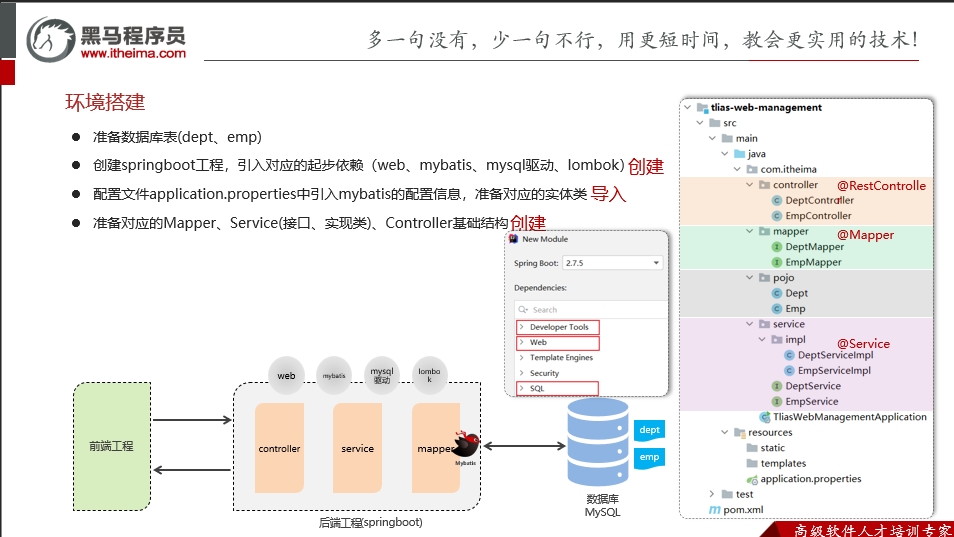 黑马程序员
www.itheima.com
多一句没有，少一句不行，用更短时间，教会更实用的技术！
环境搭建
准备数据库表(dept、emp)
创建springboot工程，引入对应的起步依赖（web、mybatis、mysql驱动、lombok）创建
配置文件application.properties中引入mybatis的配置信息，准备对应的实体类 导入
准备对应的Mapper、Service(接口、实现类)、Controller基础结构 创建
New Module
Spring Boot: 2.7.5
Dependencies:
Search
Developer Tools
Web
Template Engines
Security
SQL
web
mybatis
mysql
驱动
lombo
k
前端工程
controller
service
mapper
Mybatis
后端工程(springboot)
dept
emp
数据库
MySQL
tlias-web-management
src
main
java
com.itheima
controller
@RestControlle
r
DeptController
EmpController
mapper
@Mapper
DeptMapper
EmpMapper
pojo
Dept
Emp
service
impl
@Service
DeptServiceImpl
EmpServiceImpl
DeptService
EmpService
TliasWebManagementApplication
resources
static
templates
application.properties
test
pom.xml
高级软件人才培训专家